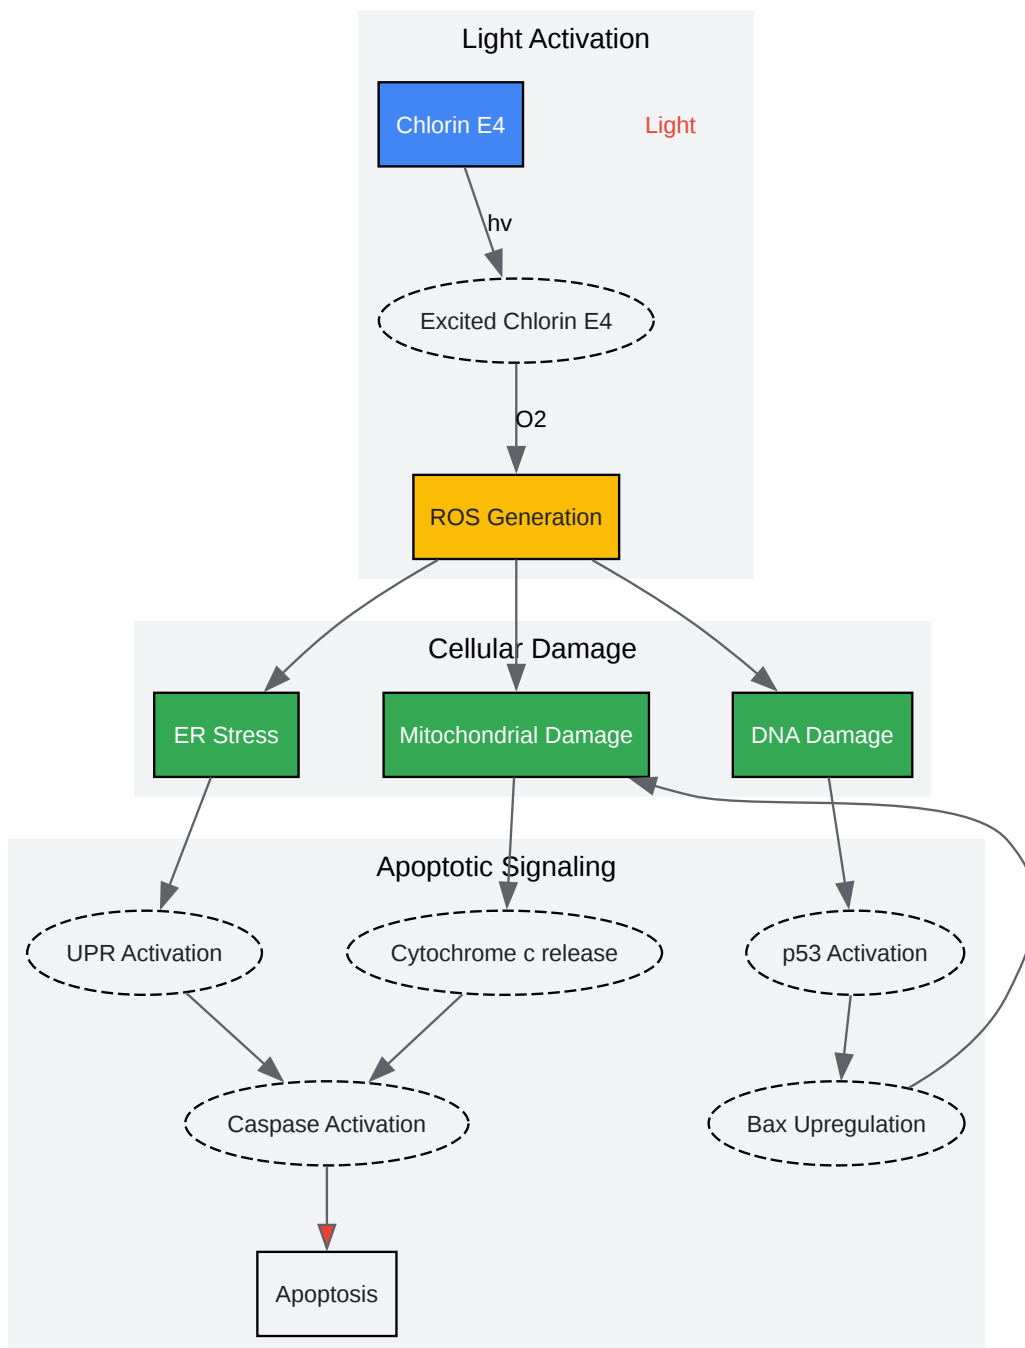 Light Activation
Chlorin E4
Light
hv
Excited Chlorin E4
O2
ROS Generation
Cellular Damage
ER Stress
Mitochondrial Damage
DNA Damage
Apoptotic Signaling
UPR Activation
Cytochrome c release
p53 Activation
Caspase Activation
Bax Upregulation
Apoptosis